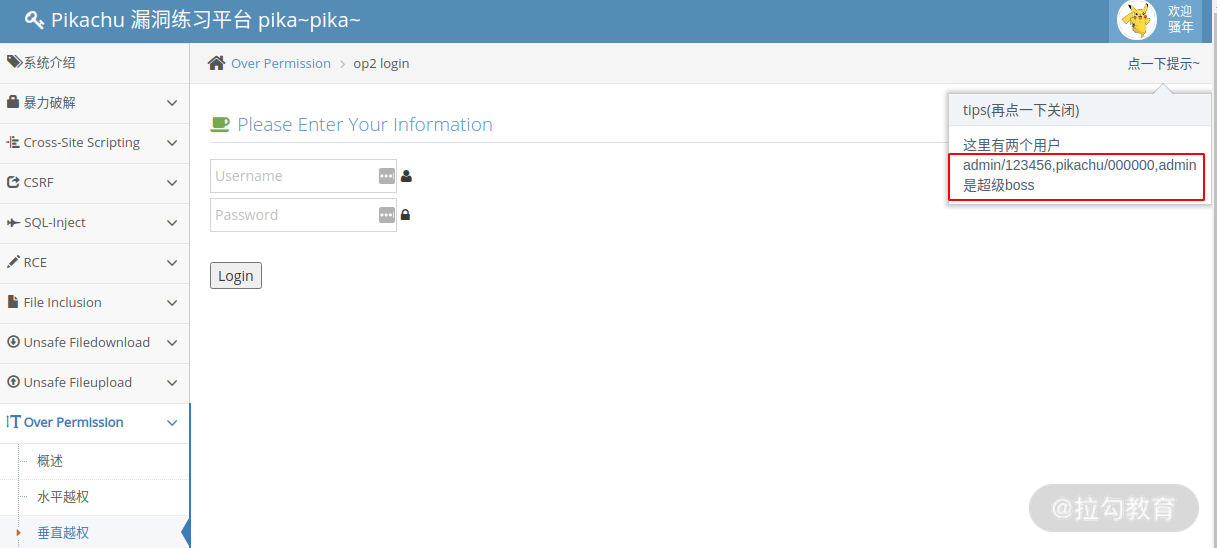 Pikachu 漏洞练习平台 pika~pika~
欢迎
骚年
系统介绍
Over Permission
op2 login
点一下提示~
暴力破解
Cross-Site Scripting
CSRF
SQL-Inject
RCE
File Inclusion
Unsafe Filedownload
Unsafe Fileupload
Over Permission
概述
水平越权
垂直越权
Please Enter Your Information
Username
Password
Login
tips(再点一下关闭)
这里有两个用户
admin/123456,pikachu/000000,admin
是超级boss
@拉勾教育